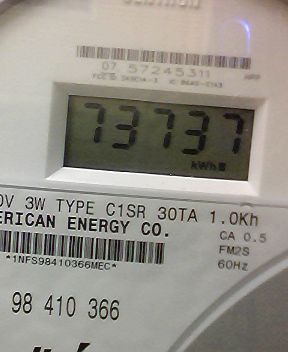 07 57245311
73737
kWh
0V 3W TYPE C1SR 30TA 1.0Kh
ERICAN ENERGY CO.
CA 0.5
FM2S
*1NFS98410366MEC*
60Hz
98 410 366